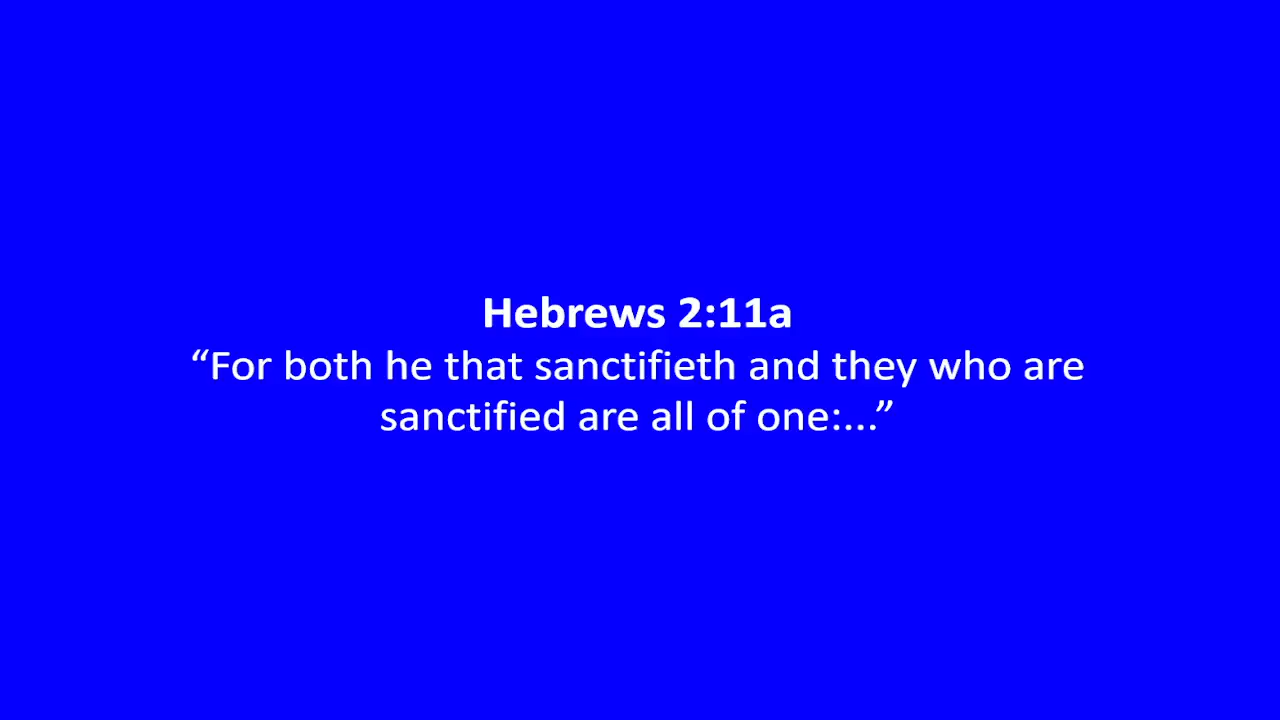 Hebrews 2:11a
“For both he that sanctifieth and they who are
sanctified are all of one:...”